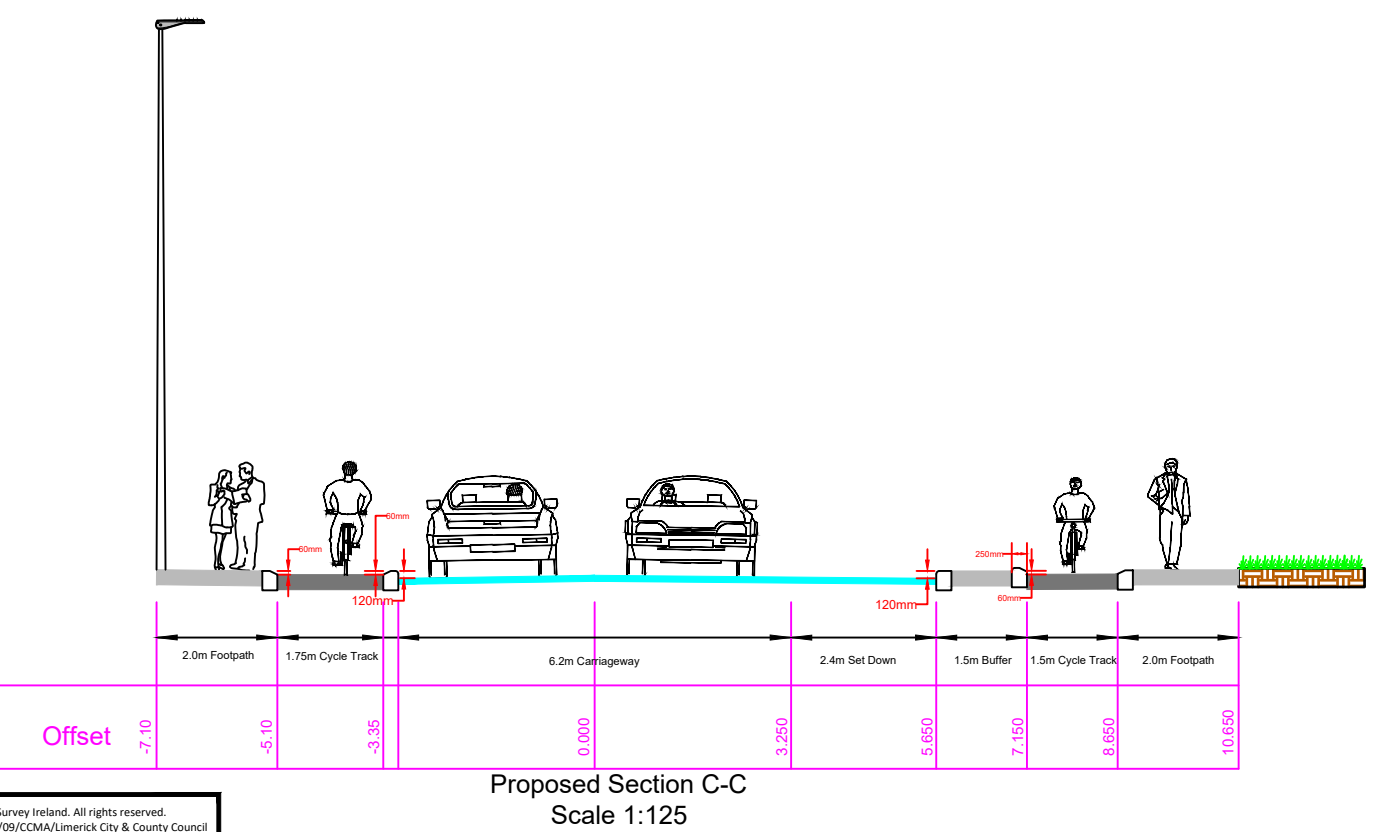 60mm
60mm
120mm
120mm
250mm
60mm
2.0m Footpath
1.75m Cycle Track
6.2m Carriageway
2.4m Set Down
1.5m Buffer
1.5m Cycle Track
2.0m Footpath
Offset
-7.10
-5.10
-3.35
0.000
3.250
5.650
7.150
8.650
10.650
Proposed Section C-C
Scale 1:125
Survey Ireland. All rights reserved.
/09/CCMA/Limerick City & County Council